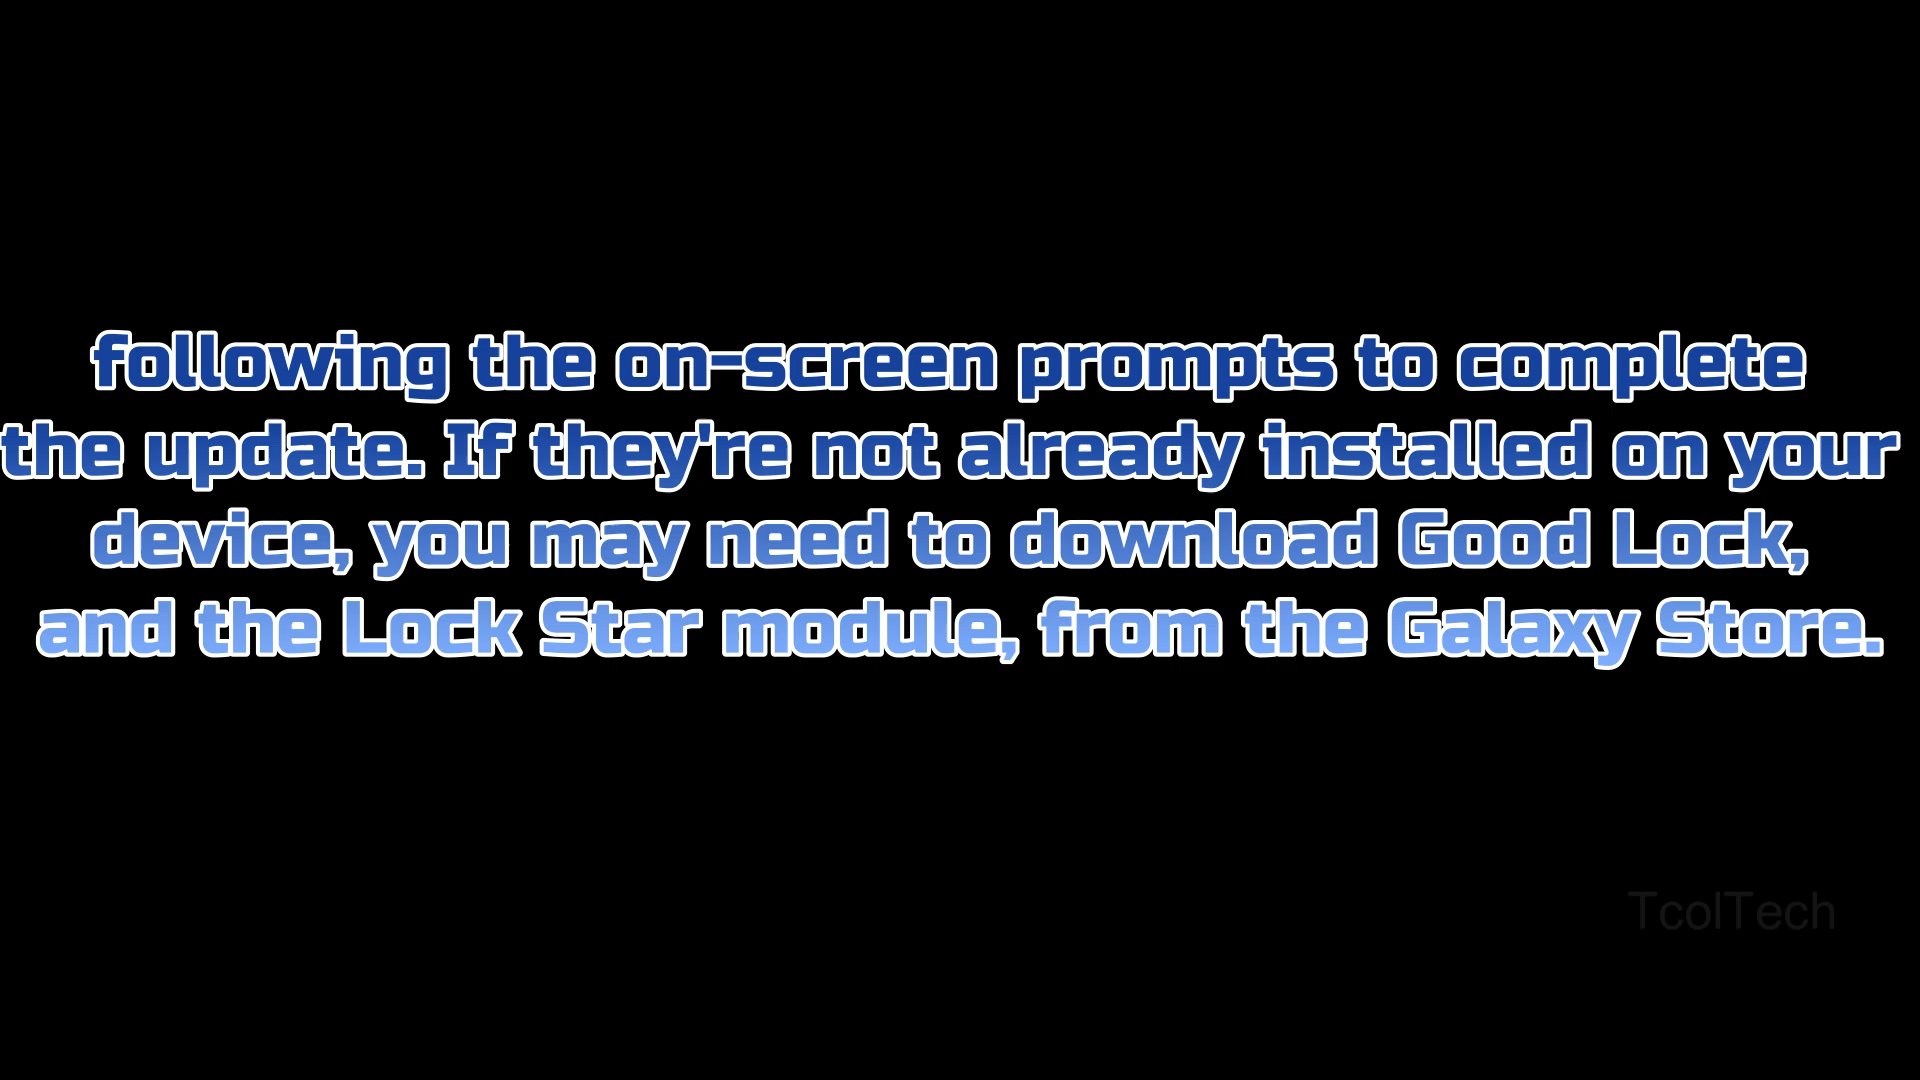 following the on-screen prompts to complete
the update. If they're not already installed on your
device, you may need to download Good Lock,
and the Lock Star module, from the Galaxy Store.
TcolTech